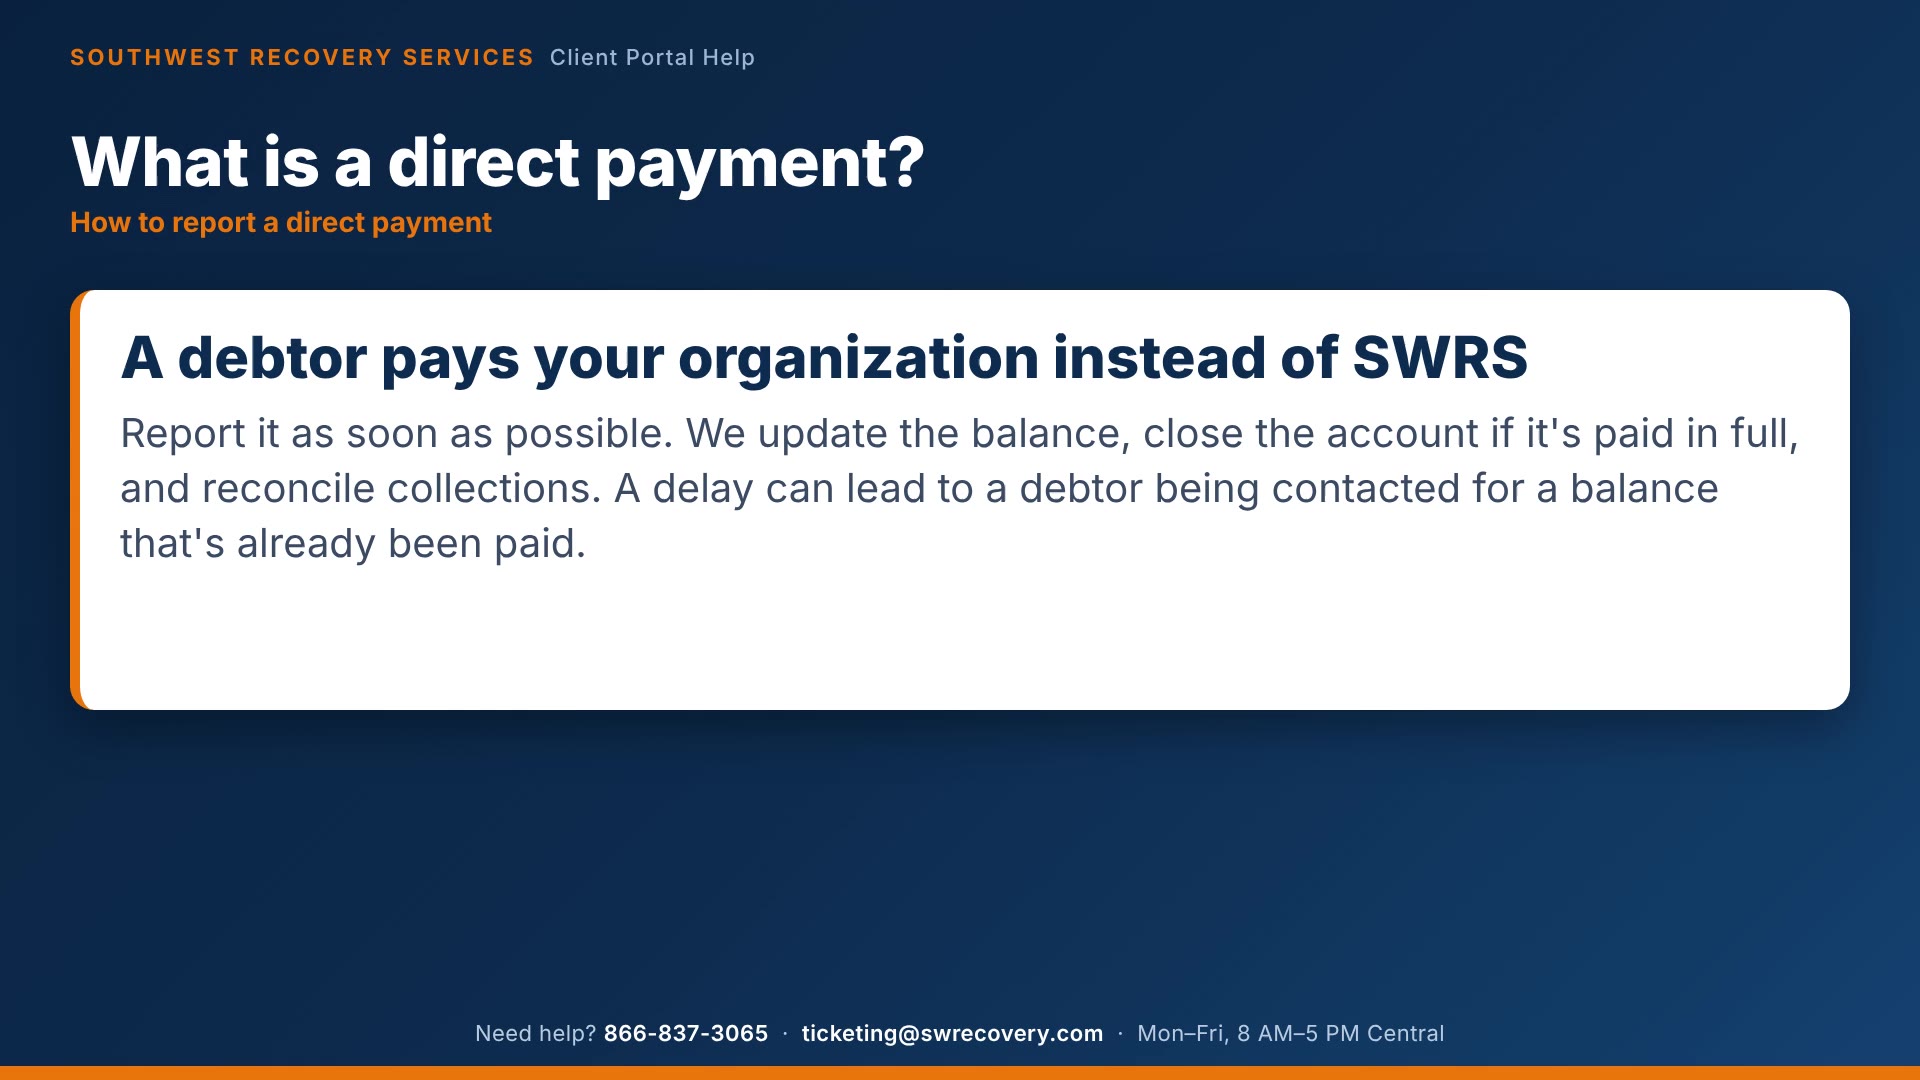 SOUTHWEST RECOVERY SERVICES Client Portal Help
What is a direct payment?
How to report a direct payment
A debtor pays your organization instead of SWRS
Report it as soon as possible. We update the balance, close the account if it's paid in full,
and reconcile collections. A delay can lead to a debtor being contacted for a balance
that's already been paid.
Need help? 866-837-3065 · ticketing@swrecovery.com · Mon–Fri, 8 AM–5 PM Central